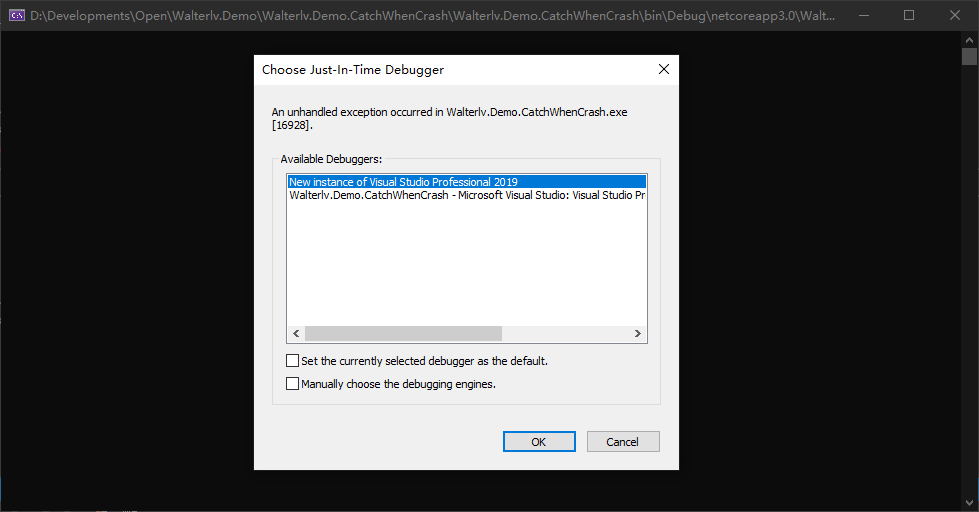 D:\Developments\Open\Walterlv.Demo\Walterlv.Demo.CatchWhenCrash\Walterlv.Demo.CatchWhenCrash\bin\Debug\netcoreapp3.0\Walt...
Choose Just-In-Time Debugger
An unhandled exception occurred in Walterlv.Demo.CatchWhenCrash.exe
[16928].
Available Debuggers:
New instance of Visual Studio Professional 2019
Walterlv.Demo.CatchWhenCrash - Microsoft Visual Studio: Visual Studio Pr
Set the currently selected debugger as the default.
Manually choose the debugging engines.
OK
Cancel